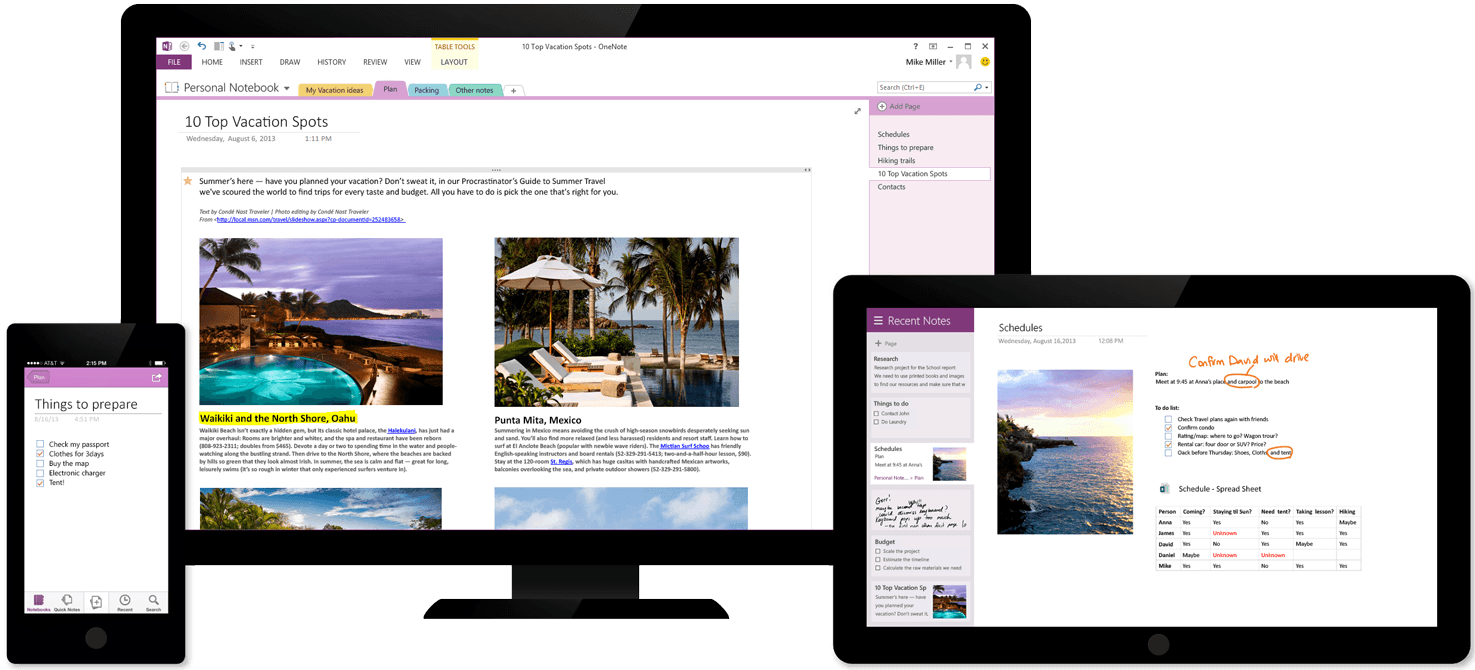 TABLE TOOLS
10 Top Vacation Spots - OneNote
FILE HOME INSERT DRAW HISTORY REVIEW VIEW LAYOUT
Mike Miller
Personal Notebook
My Vacation ideas Plan Packing Other notes +
Search (Ctrl+E)
10 Top Vacation Spots
Wednesday, August 6, 2013 1:11 PM
Summer's here — have you planned your vacation? Don't sweat it, in our Procrastinator's Guide to Summer Travel
we've scoured the world to find trips for every taste and budget. All you have to do is pick the one that's right for you.
Text by Condé Nast Traveler | Photo editing by Condé Nast Traveler
From <http://local.msn.com/travel/slideshow.aspx?cp-documentid=252483658>
Waikiki and the North Shore, Oahu
Waikiki Beach isn't exactly a hidden gem, but its classic hotel palace, the Halekulani, has just had a
major overhaul: Rooms are brighter and whiter, and the spa and restaurant have been reborn
(808-923-2311; doubles from $465). Devote a day or two to spending time in the water and people-
watching along the bustling strand. Then drive to the North Shore, where the beaches are backed
by hills so green that they look almost Irish. In summer, the sea is calm and flat — great for long,
leisurely swims (it's so rough in winter that only experienced surfers venture in).
Punta Mita, Mexico
Summering in Mexico means avoiding the crush of high-season snowbirds desperately seeking sun
and sand. You'll also find more relaxed (and less harassed) residents and resort staff. Learn how to
surf at El Anclote Beach (popular with newbie wave riders). The Mictlan Surf Schoo has friendly
English-speaking instructors and board rentals (52-329-291-5413; two-and-a-half-hour lesson, $90).
Stay at the 120-room St. Regis, which has huge casitas with handcrafted Mexican artworks,
balconies overlooking the sea, and private outdoor showers (52-329-291-5800).
Add Page
Schedules
Things to prepare
Hiking trails
10 Top Vacation Spots
Contacts
AT&T 2:15 PM
Plan
Things to prepare
8/16/13 4:51 PM
Check my passport
Clothes for 3days
Buy the map
Electronic charger
Tent!
Notebooks Quick Notes Recent Search
Recent Notes
+ Page
Research
Research project for the School report
We need to use printed books and images
to find our resources and make sure that w
Things to do
Contact John
Do Laundry
Schedules
Plan
Meet at 9:45 at Anna's
Personal Note... » Plan
Budget
Scale the project
Estimate the timeline
Calculate the raw materials we need
10 Top Vacation Sp
Summer's here — have
you planned your
vacation? Don't sweat it,
Schedules
Wednesday, August 16,2013 12:08 PM
Confirm David will drive
Plan:
Meet at 9:45 at Anna's place and carpool to the beach
To do list:
Check Travel plans again with friends
Confirm condo
Rating/map: where to go? Wagon trour?
Rental car: four door or SUV? Price?
Oack before Thursday: Shoes, Cloths and tent
Schedule - Spread Sheet
Person Coming? Staying til Sun? Need tent? Taking lesson? Hiking
Anna Yes Yes No Yes Maybe
James Yes Unknown Yes Yes Yes
David Yes No Yes Maybe Yes
Daniel Maybe Unknown Unknown
Mike Yes Yes No Yes Yes